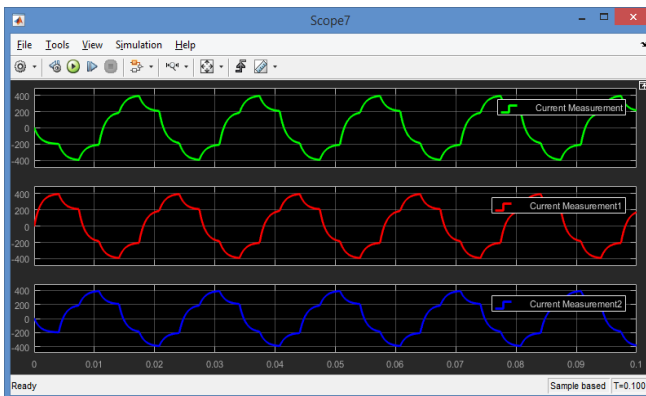 Scope7
File Tools View Simulation Help
400
200
0
-200
-400
Current Measurement
400
200
0
-200
-400
Current Measurement1
400
200
0
-200
-400
Current Measurement2
0 0.01 0.02 0.03 0.04 0.05 0.06 0.07 0.08 0.09 0.1
Ready Sample based T=0.100